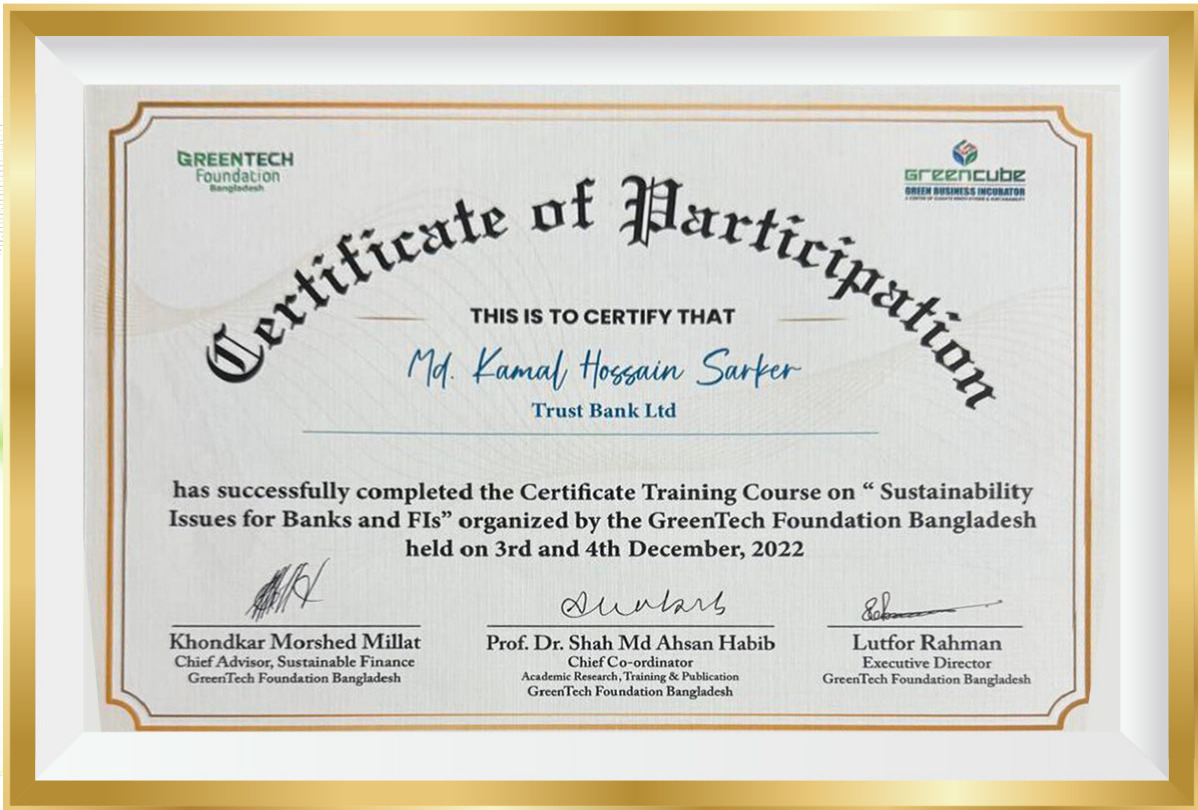 GREENTECH
Foundation
Bangladesh
Greencube
GREEN BUSINESS INCUBATOR
Certificate of Participation
THIS IS TO CERTIFY THAT
Md. Kamal Hossain Sarker
Trust Bank Ltd
has successfully completed the Certificate Training Course on “ Sustainability
Issues for Banks and FIs” organized by the GreenTech Foundation Bangladesh
held on 3rd and 4th December, 2022
Khondkar Morshed Millat
Chief Advisor, Sustainable Finance
GreenTech Foundation Bangladesh
Prof. Dr. Shah Md Ahsan Habib
Chief Co-ordinator
Academic Research, Training & Publication
GreenTech Foundation Bangladesh
Lutfor Rahman
Executive Director
GreenTech Foundation Bangladesh